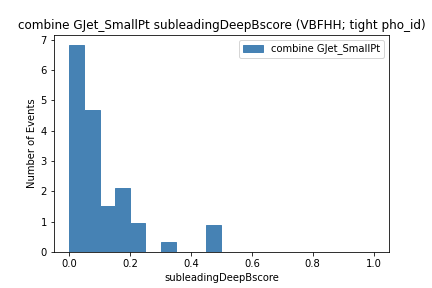 combine GJet_SmallPt subleadingDeepBscore (VBFHH; tight pho_id)
combine GJet_SmallPt
7
6
5
4
3
2
1
0
Number of Events
0.0 0.2 0.4 0.6 0.8 1.0
subleadingDeepBscore